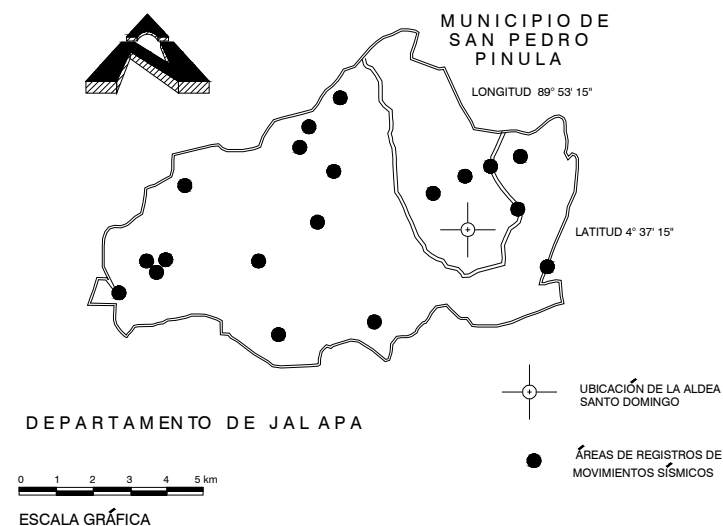 MUNICIPIO DE
SAN PEDRO
PINULA
LONGITUD 89° 53' 15"
LATITUD 4° 37' 15"
UBICACIÓN DE LA ALDEA
SANTO DOMINGO
DEPARTAMENTO DE JALAPA
ÁREAS DE REGISTROS DE
MOVIMIENTOS SÍSMICOS
0 1 2 3 4 5 km
ESCALA GRÁFICA